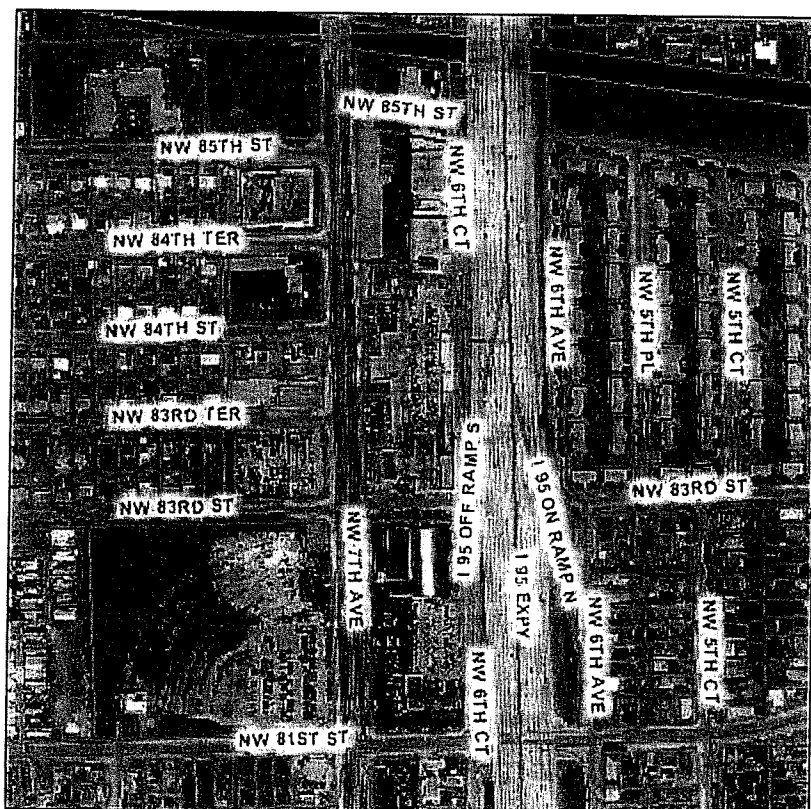 NW 85TH ST
NW 85TH ST
NW 6TH CT
NW 84TH TER
NW 6TH AVE
NW 5TH PL
NW 5TH CT
NW 84TH ST
NW 83RD TER
I 95 OFF RAMP S
I 95 ON RAMP N
NW 83RD ST
NW 83RD ST
NW 7TH AVE
I 95 EXPY
NW 6TH AVE
NW 5TH CT
NW 6TH CT
NW 81ST ST